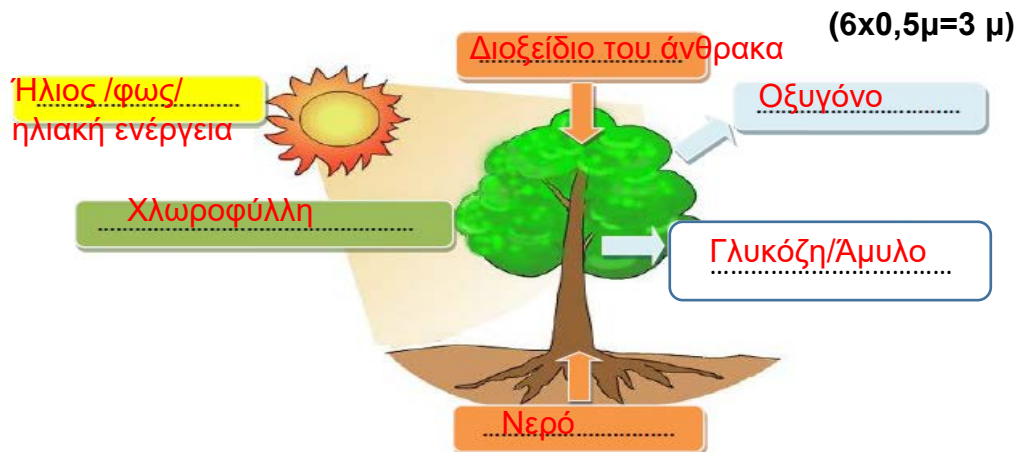 (6x0,5μ=3 μ)
Διοξείδιο του άνθρακα
Ήλιος /φως/
ηλιακή ενέργεια
Οξυγόνο
Χλωροφύλλη
Γλυκόζη/Άμυλο
Νερό